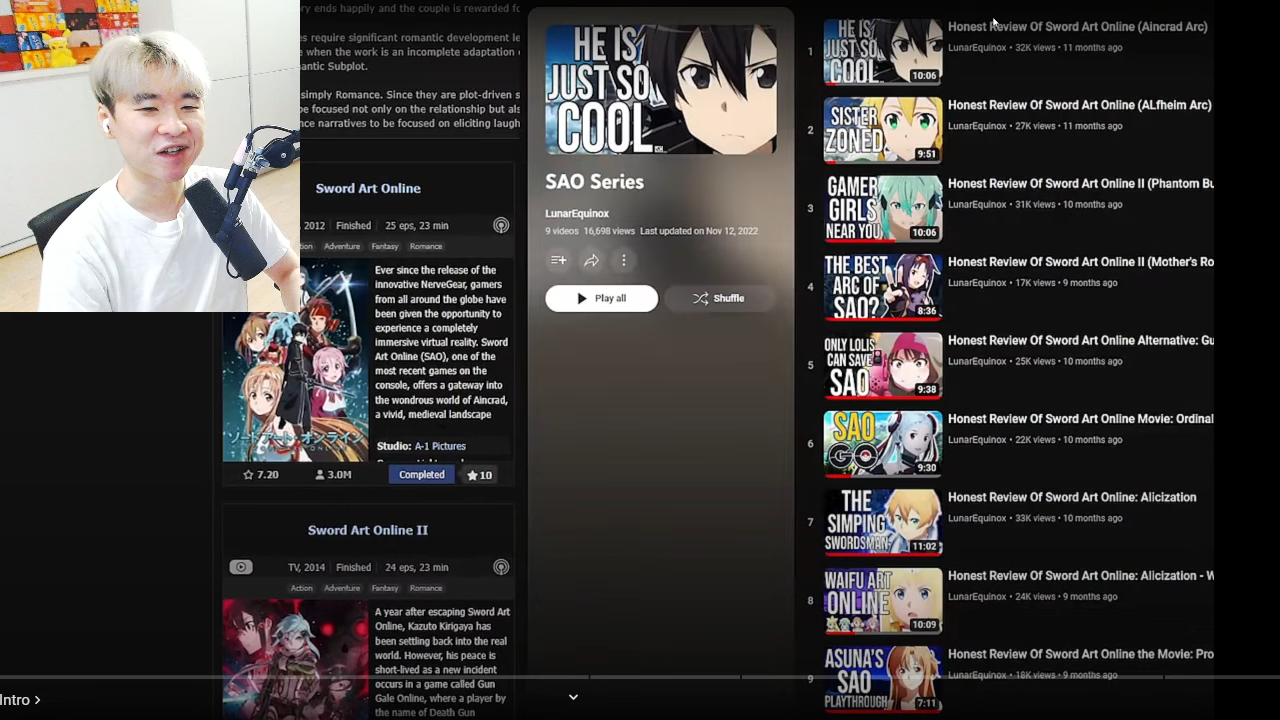 ry ends happily and the couple is rewarded fo
s require significant romantic development le
when the work is an incomplete adaptation
antic Subplot.
simply Romance. Since they are plot-driven s
be focused not only on the relationship but als
nce narratives to be focused on eliciting laugh
Sword Art Online
2012 Finished 25 eps, 23 min
tion Adventure Fantasy Romance
Ever since the release of the
innovative NerveGear, gamers
from all around the globe have
been given the opportunity to
experience a completely
immersive virtual reality. Sword
Art Online (SAO), one of the
most recent games on the
console, offers a gateway into
the wondrous world of Aincrad,
a vivid, medieval landscape
ソードアート・オンライン
Studio: A-1 Pictures
7.20 3.0M Completed 10
Sword Art Online II
TV, 2014 Finished 24 eps, 23 min
Action Adventure Fantasy Romance
A year after escaping Sword Art
Online, Kazuto Kirigaya has
been settling back into the real
world. However, his peace is
short-lived as a new incident
occurs in a game called Gun
Gale Online, where a player by
the name of Death Gun
Intro
HE IS
JUST SO
COOL
SAO Series
LunarEquinox
9 videos 16,698 views Last updated on Nov 12, 2022
Play all
Shuffle
1
HE IS
JUST SO
COOL
10:06
Honest Review Of Sword Art Online (Aincrad Arc)
LunarEquinox • 32K views • 11 months ago
2
SISTER
ZONED
9:51
Honest Review Of Sword Art Online (ALfheim Arc)
LunarEquinox • 27K views • 11 months ago
3
GAMER
GIRLS
NEAR YOU
10:06
Honest Review Of Sword Art Online II (Phantom Bu
LunarEquinox • 31K views • 10 months ago
4
THE BEST
ARC OF
SAO?
8:36
Honest Review Of Sword Art Online II (Mother's Ro
LunarEquinox • 17K views • 9 months ago
5
ONLY LOLIS
CAN SAVE
SAO
9:38
Honest Review Of Sword Art Online Alternative: Gu
LunarEquinox • 25K views • 10 months ago
6
SAO
GO
9:30
Honest Review Of Sword Art Online Movie: Ordinal
LunarEquinox • 22K views • 10 months ago
7
THE
SIMPING
SWORDSMAN
11:02
Honest Review Of Sword Art Online: Alicization
LunarEquinox • 33K views • 10 months ago
8
WAIFU ART
ONLINE
10:09
Honest Review Of Sword Art Online: Alicization - W
LunarEquinox • 24K views • 9 months ago
9
ASUNA'S
SAO
PLAYTHROUGH
7:11
Honest Review Of Sword Art Online the Movie: Pro
LunarEquinox • 18K views • 9 months ago